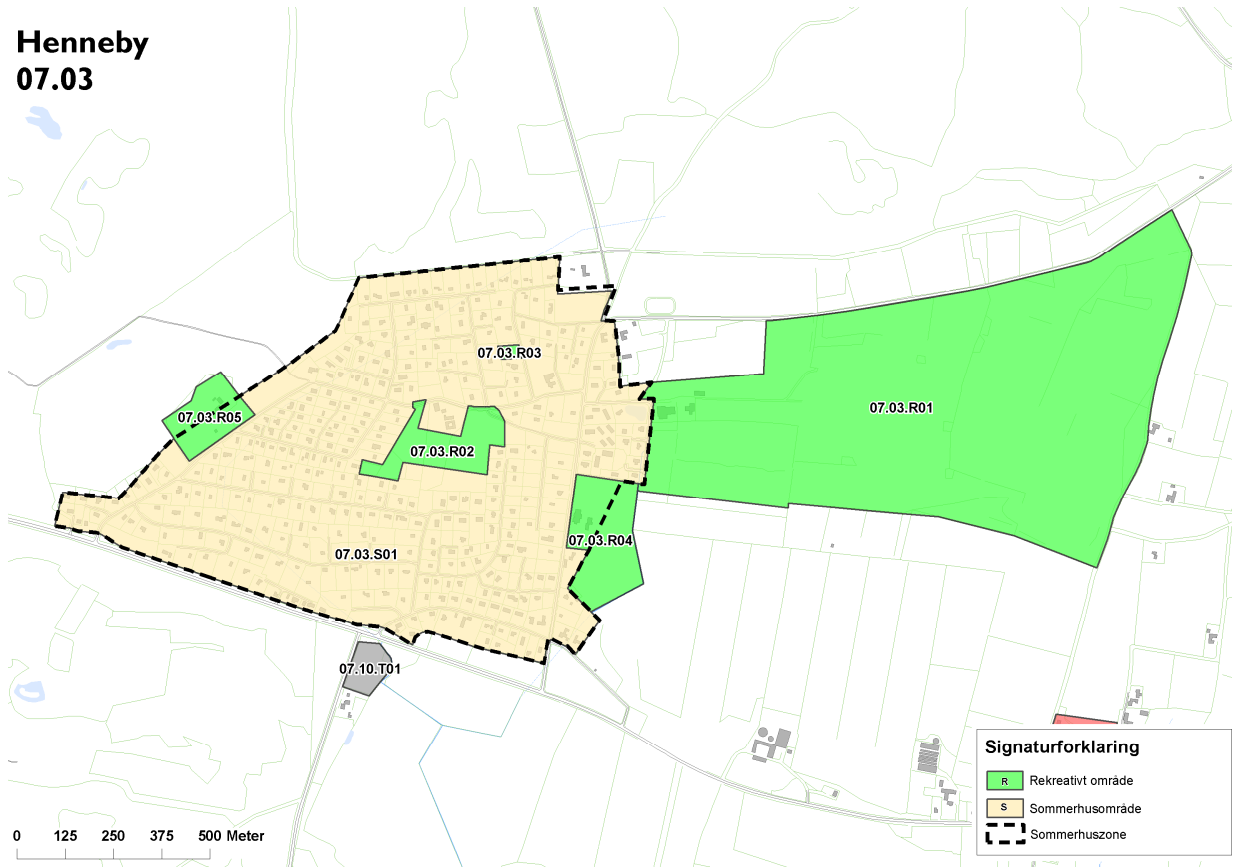 Henneby
07.03
07.03.R03
07.03.R01
07.03.R05
07.03.R02
07.03.R04
07.03.S01
07.10.T01
Signaturforklaring
R Rekreativt område
S Sommerhusområde
Sommerhuszone
0 125 250 375 500 Meter